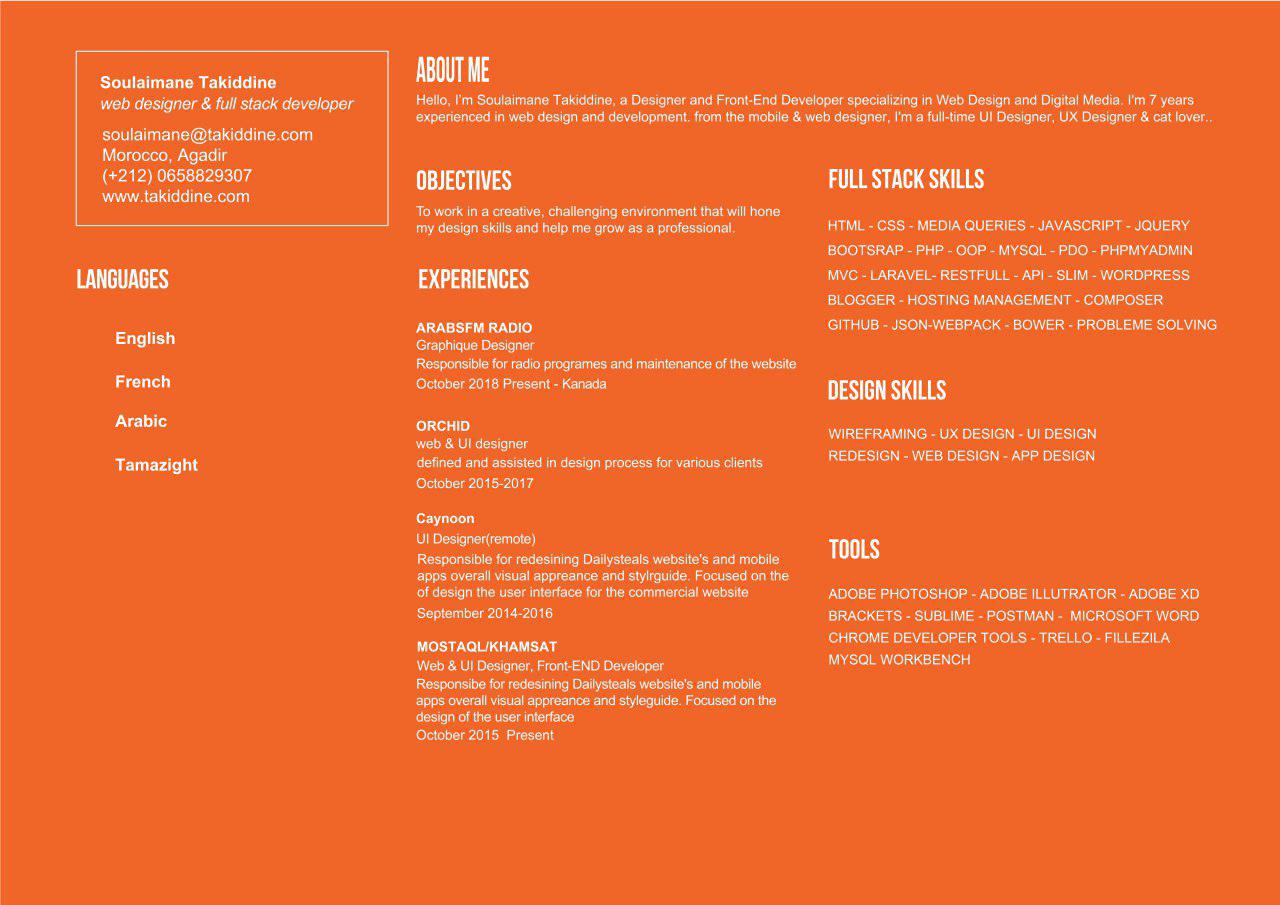 Soulaimane Takiddine
web designer & full stack developer
soulaimane@takiddine.com
Morocco, Agadir
(+212) 0658829307
www.takiddine.com
LANGUAGES
English
French
Arabic
Tamazight
ABOUT ME
Hello, I'm Soulaimane Takiddine, a Designer and Front-End Developer specializing in Web Design and Digital Media. I'm 7 years
experienced in web design and development. from the mobile & web designer, I'm a full-time UI Designer, UX Designer & cat lover..
OBJECTIVES
To work in a creative, challenging environment that will hone
my design skills and help me grow as a professional.
EXPERIENCES
ARABSFM RADIO
Graphique Designer
Responsible for radio programes and maintenance of the website
October 2018 Present - Kanada
ORCHID
web & UI designer
defined and assisted in design process for various clients
October 2015-2017
Caynoon
UI Designer(remote)
Responsible for redesining Dailysteals website's and mobile
apps overall visual appreance and stylrguide. Focused on the
of design the user interface for the commercial website
September 2014-2016
MOSTAQL/KHAMSAT
Web & UI Designer, Front-END Developer
Responsibe for redesining Dailysteals website's and mobile
apps overall visual appreance and styleguide. Focused on the
design of the user interface
October 2015  Present
FULL STACK SKILLS
HTML - CSS - MEDIA QUERIES - JAVASCRIPT - JQUERY
BOOTSRAP - PHP - OOP - MYSQL - PDO - PHPMYADMIN
MVC - LARAVEL- RESTFULL - API - SLIM - WORDPRESS
BLOGGER - HOSTING MANAGEMENT - COMPOSER
GITHUB - JSON-WEBPACK - BOWER - PROBLEME SOLVING
DESIGN SKILLS
WIREFRAMING - UX DESIGN - UI DESIGN
REDESIGN - WEB DESIGN - APP DESIGN
TOOLS
ADOBE PHOTOSHOP - ADOBE ILLUTRATOR - ADOBE XD
BRACKETS - SUBLIME - POSTMAN -  MICROSOFT WORD
CHROME DEVELOPER TOOLS - TRELLO - FILLEZILA
MYSQL WORKBENCH